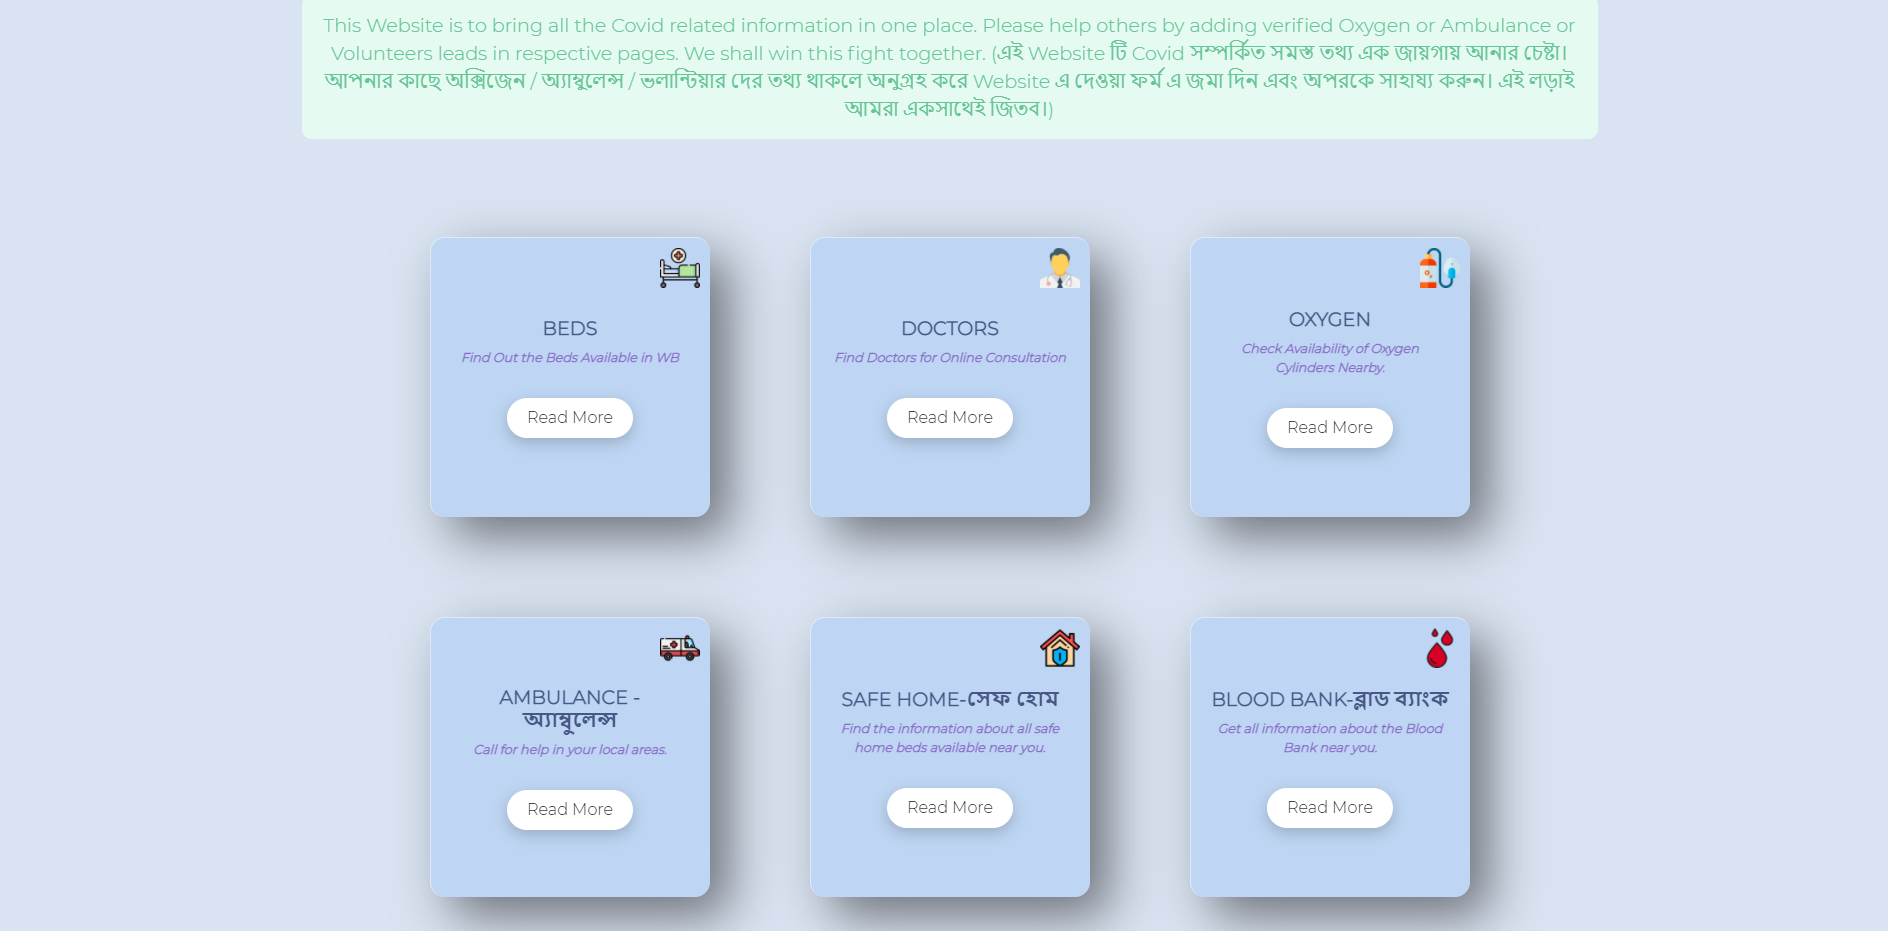 This Website is to bring all the Covid related information in one place. Please help others by adding verified Oxygen or Ambulance or
Volunteers leads in respective pages. We shall win this fight together. (এই Website টি Covid সম্পর্কিত সমস্ত তথ্য এক জায়গায় আনার চেষ্টা।
আপনার কাছে অক্সিজেন / অ্যাম্বুলেন্স / ভলান্টিয়ার দের তথ্য থাকলে অনুগ্রহ করে Website এ দেওয়া ফর্ম এ জমা দিন এবং অপরকে সাহায্য করুন। এই লড়াই
আমরা একসাথেই জিতব।)
BEDS
Find Out the Beds Available in WB
Read More
DOCTORS
Find Doctors for Online Consultation
Read More
OXYGEN
Check Availability of Oxygen
Cylinders Nearby.
Read More
AMBULANCE -
অ্যাম্বুলেন্স
Call for help in your local areas.
Read More
SAFE HOME-সেফ হোম
Find the information about all safe
home beds available near you.
Read More
BLOOD BANK-ব্লাড ব্যাংক
Get all information about the Blood
Bank near you.
Read More